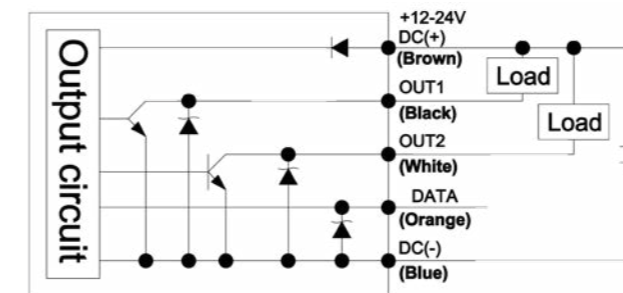 Output circuit
+12-24V
DC(+)
(Brown)
OUT1
(Black)
OUT2
(White)
DATA
(Orange)
DC(-)
(Blue)
Load
Load